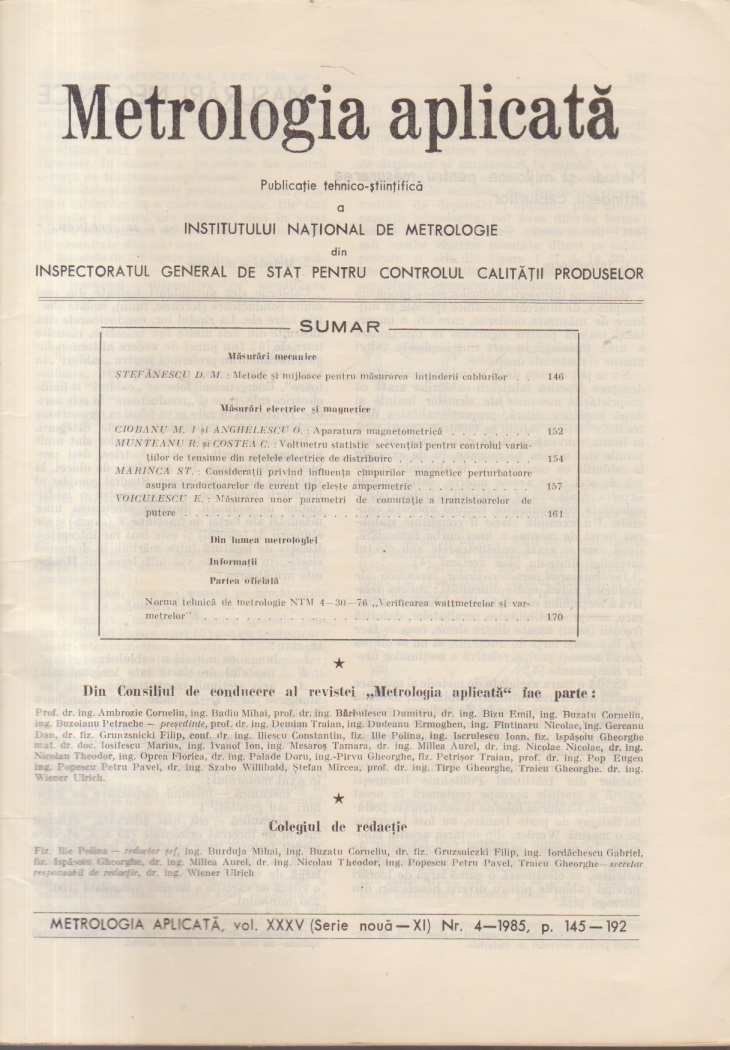 Metrologia aplicată
Publicație tehnico-științifică
a
INSTITUTULUI NAȚIONAL DE METROLOGIE
din
INSPECTORATUL GENERAL DE STAT PENTRU CONTROLUL CALITĂȚII PRODUSELOR
SUMAR
Măsurări mecanice
ȘTEFĂNESCU D. M. : Metode și mijloace pentru măsurarea întinderii cablurilor . . 146
Măsurări electrice și magnetice
CIOBANU M. I și ANGHELESCU O. : Aparatura magnetometrică . . . . . . . . 152
MUNTEANU R. și COSTEA C. : Voltmetru statistic secvențial pentru controlul varia-
țiilor de tensiune din rețelele electrice de distribuire . . . . . . . . . . . 154
MARINCA ST. : Considerații privind influența cîmpurilor magnetice perturbatoare
asupra traductoarelor de curent tip clește ampermetric . . . . . . . . . . 157
VOICULESCU E. : Măsurarea unor parametri de comutație a tranzistoarelor de
putere . . . . . . . . . . . . . . . . . . . . . . . . . . . . . 161
Din lumea metrologiei
Informații
Partea oficială
Norma tehnică de metrologie NTM 4—30—76 „Verificarea wattmetrelor și var-
metrelor" . . . . . . . . . . . . . . . . . . . . . . . . . . . . 170
★
Din Consiliul de conducere al revistei „Metrologia aplicată" fac parte :
Prof. dr. ing. Ambrozie Corneliu, ing. Badiu Mihai, prof. dr. ing. Bărbulescu Dumitru, dr. ing. Bizu Emil, ing. Buzatu Corneliu,
ing. Buzoianu Petrache — președinte, prof. dr. ing. Demian Traian, ing. Dudeanu Ermoghen, ing. Fîntînaru Nicolae, ing. Gereanu
Dan, dr. fiz. Grunzsnicki Filip, conf. dr. ing. Iliescu Constantin, fiz. Ilie Polina, ing. Iscrulescu Ioan, fiz. Ispășoiu Gheorghe
mat. dr. doc. Iosifescu Marius, ing. Ivanof Ion, ing. Mesaroș Tamara, dr. ing. Millea Aurel, dr. ing. Nicolae Nicolae, dr. ing.
Nicolau Theodor, ing. Oprea Florica, dr. ing. Palade Doru, ing.-Pîrvu Gheorghe, fiz. Petrișor Traian, prof. dr. ing. Pop Eugen
ing. Popescu Petru Pavel, dr. ing. Szabo Willibald, Ștefan Mircea, prof. dr. ing. Tirpe Gheorghe, Traicu Gheorghe. dr. ing.
Wiener Ulrich.
★
Colegiul de redacție
Fiz. Ilie Polina — redactor șef, ing. Burduja Mihai, ing. Buzatu Corneliu, dr. fiz. Gruzsniczki Filip, ing. Iordăchescu Gabriel,
fiz. Ispășoiu Gheorghe, dr. ing. Millea Aurel, dr. ing. Nicolau Theodor, ing. Popescu Petru Pavel, Traicu Gheorghe—secretar
responsabil de redacție, dr. ing. Wiener Ulrich
METROLOGIA APLICATĂ, vol. XXXV (Serie nouă—XI) Nr. 4—1985, p. 145—192